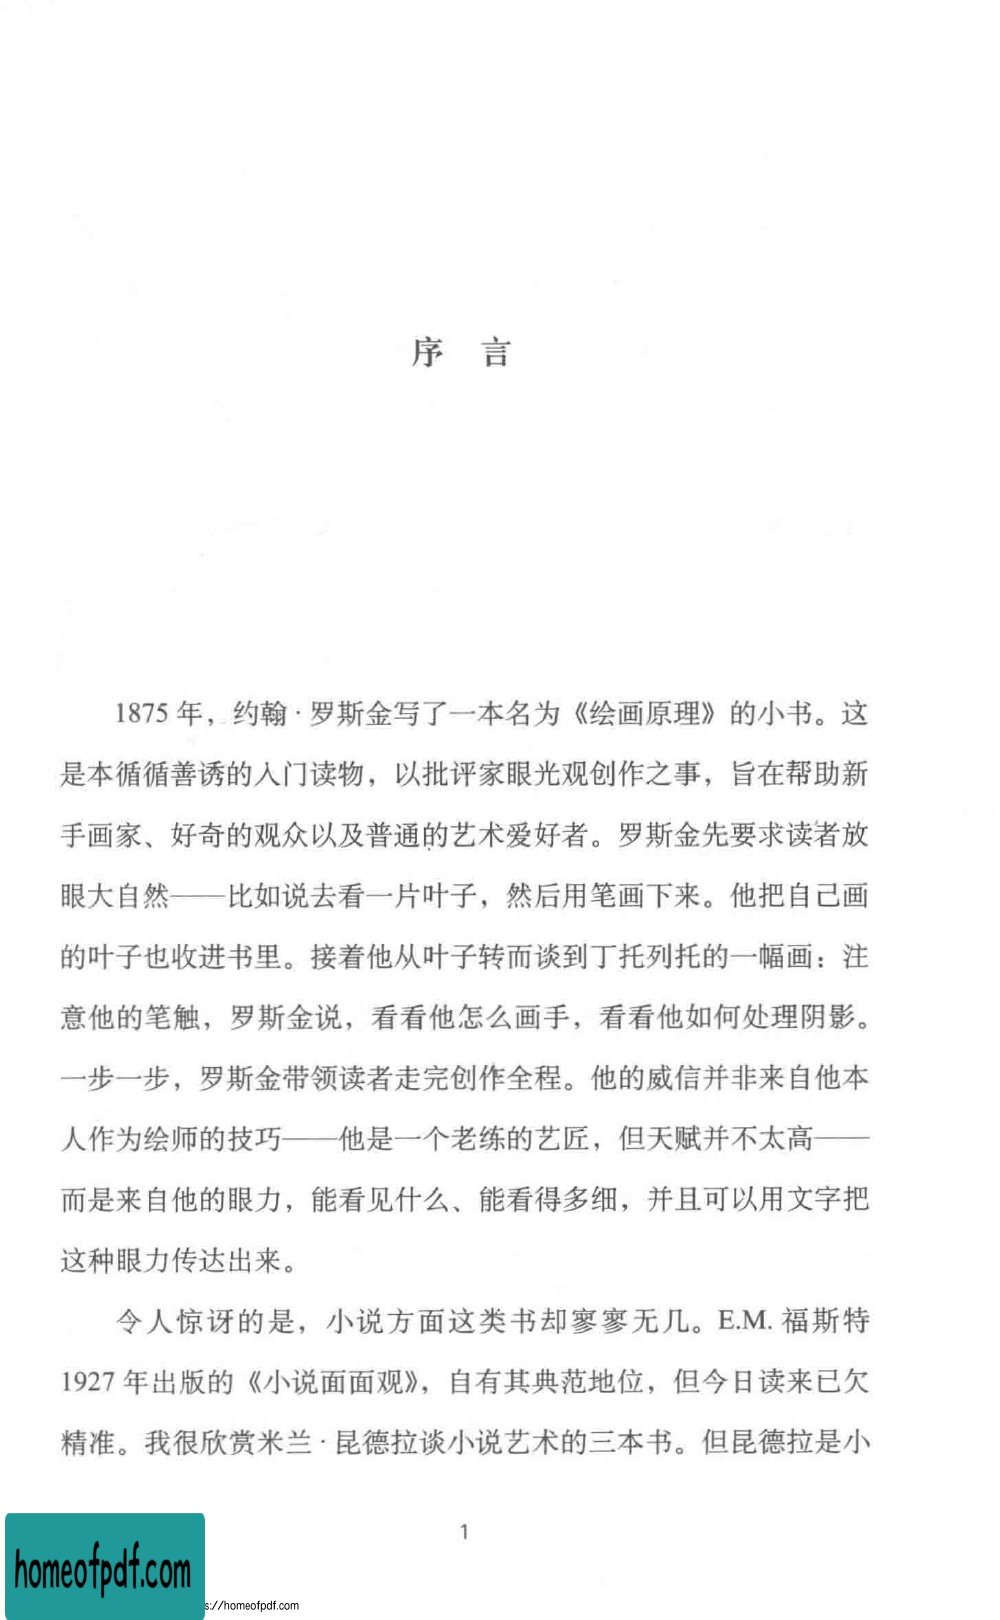 序 言
1875 年，约翰·罗斯金写了一本名为《绘画原理》的小书。这
是本循循善诱的入门读物，以批评家眼光观创作之事，旨在帮助新
手画家、好奇的观众以及普通的艺术爱好者。罗斯金先要求读者放
眼大自然——比如说去看一片叶子，然后用笔画下来。他把自己画
的叶子也收进书里。接着他从叶子转而谈到丁托列托的一幅画：注
意他的笔触，罗斯金说，看看他怎么画手，看看他如何处理阴影。
一步一步，罗斯金带领读者走完创作全程。他的威信并非来自他本
人作为绘师的技巧——他是一个老练的艺匠，但天赋并不太高——
而是来自他的眼力，能看见什么、能看得多细，并且可以用文字把
这种眼力传达出来。
令人惊讶的是，小说方面这类书却寥寥无几。E.M. 福斯特
1927 年出版的《小说面面观》，自有其典范地位，但今日读来已欠
精准。我很欣赏米兰·昆德拉谈小说艺术的三本书。但昆德拉是小
1
homeofpdf.com
s://homeofpdf.com